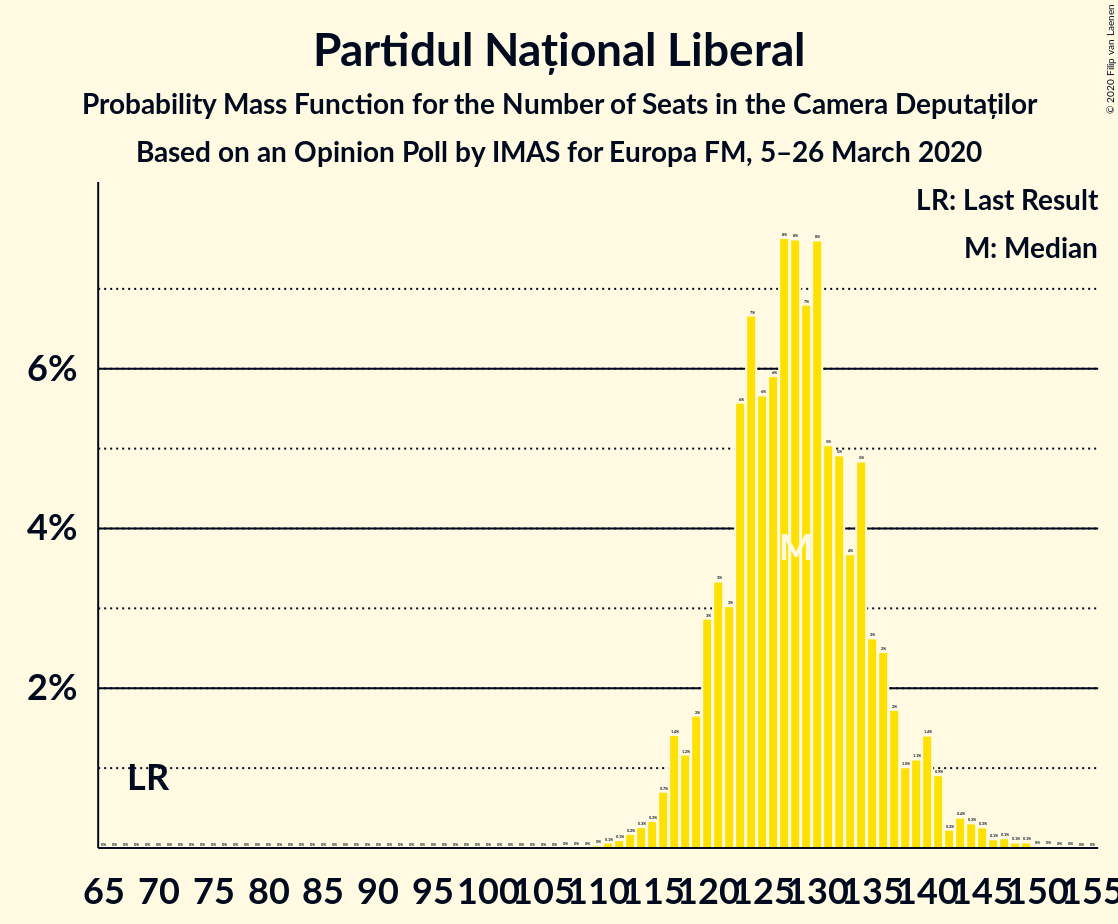 Partidul Național Liberal
Probability Mass Function for the Number of Seats in the Camera Deputaților
Based on an Opinion Poll by IMAS for Europa FM, 5–26 March 2020
© 2020 Filip van Laenen
LR: Last Result
M: Median
6%
4%
2%
LR
M
65 70 75 80 85 90 95 100 105 110 115 120 125 130 135 140 145 150 155